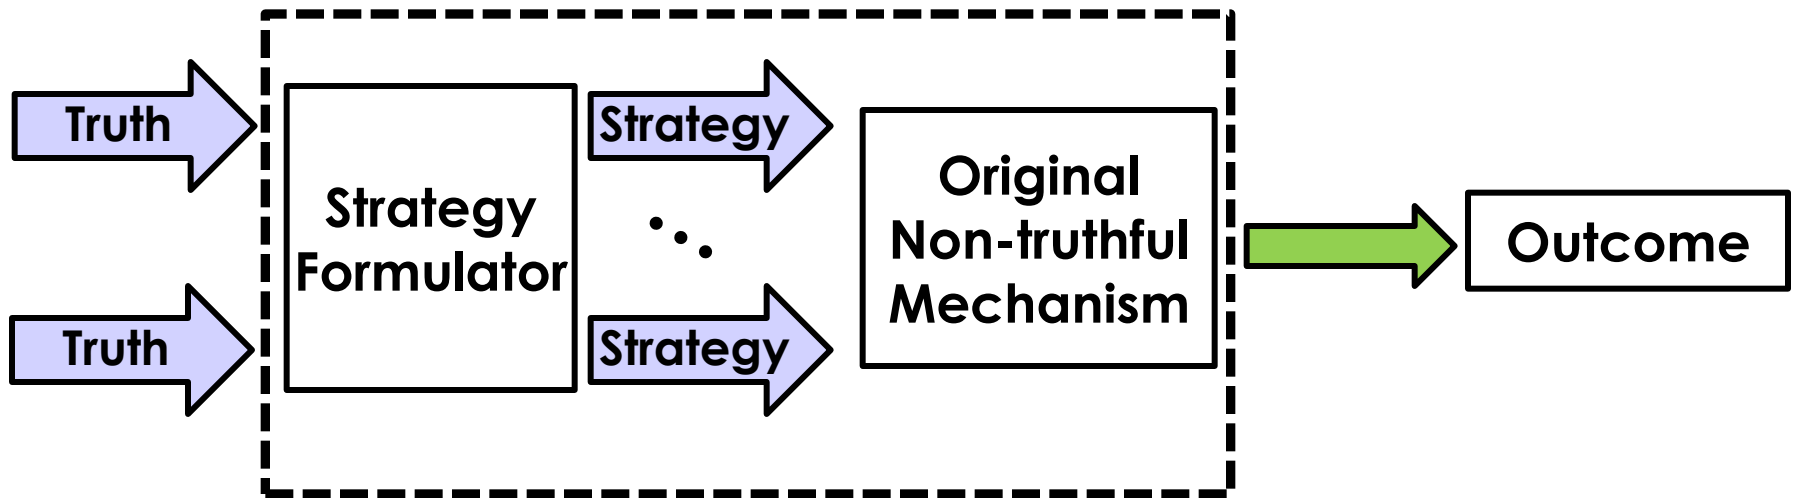 Truth
Truth
Strategy
Formulator
Strategy
Strategy
Original
Non-truthful
Mechanism
Outcome